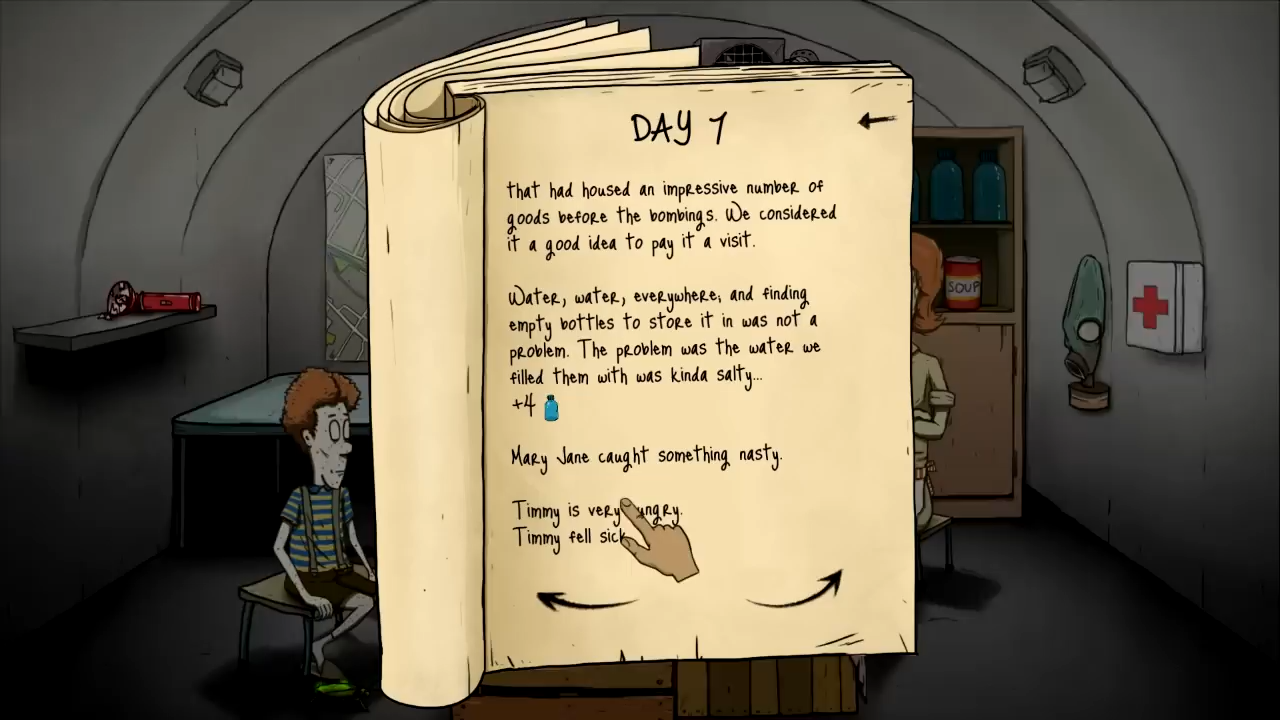 DAY 7
that had housed an impressive number of
goods before the bombings. We considered
it a good idea to pay it a visit.
Water, water, everywhere; and finding
empty bottles to store it in was not a
problem. The problem was the water we
filled them with was kinda salty...
+4
Mary Jane caught something nasty.
Timmy is very
Timmy fell sick
SOUP